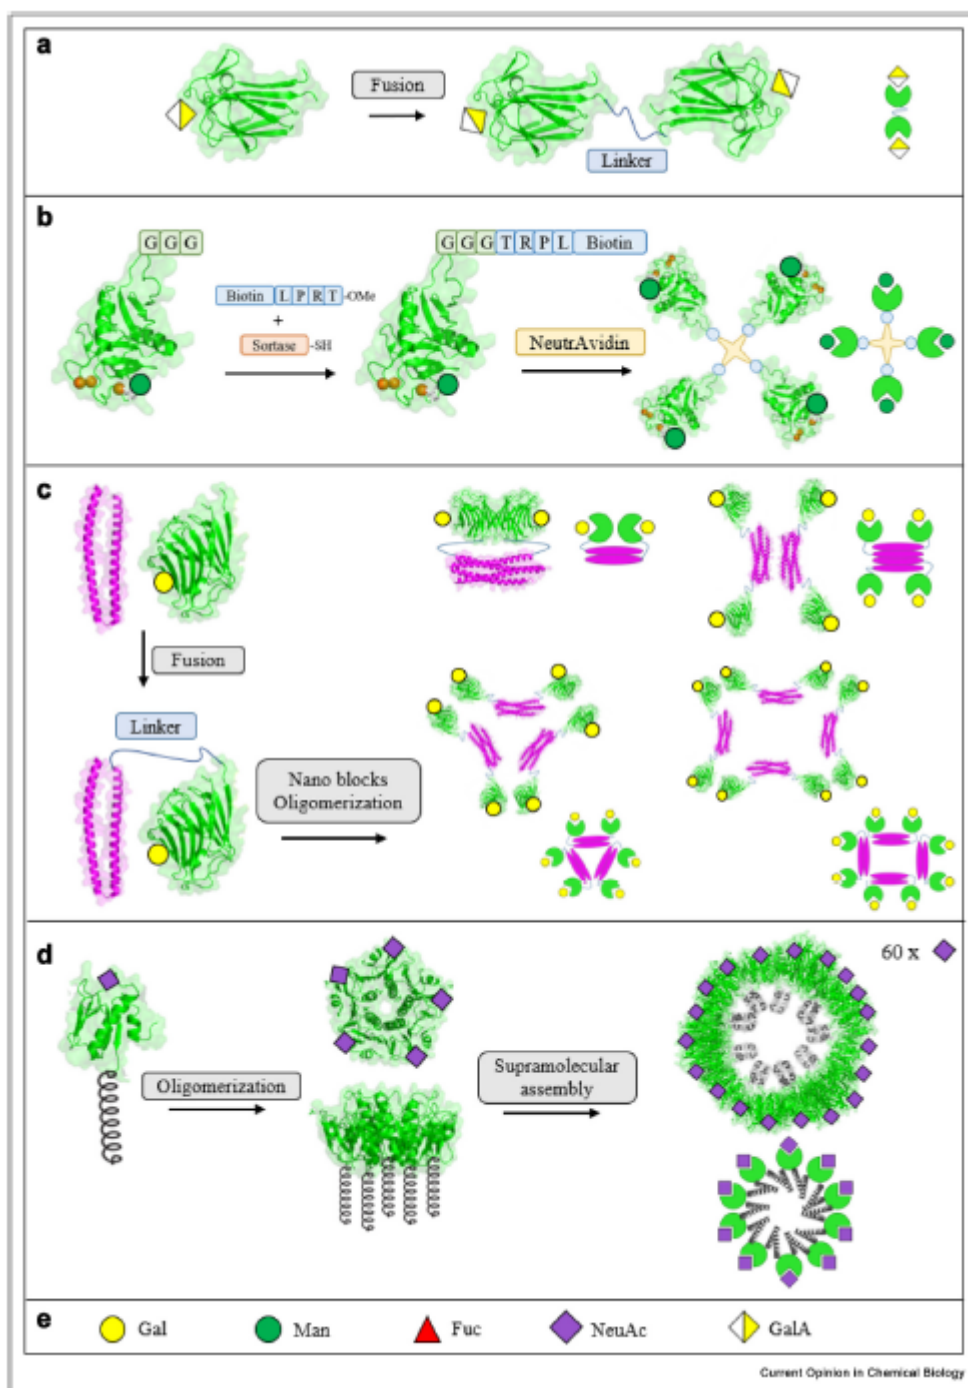 a
Fusion
Linker
b
G G G
G G G T R P L Biotin
Biotin L P R T -OMe
+
Sortase -SH
NeutrAvidin
c
Fusion
Linker
Nano blocks
Oligomerization
d
60 x
Oligomerization
Supramolecular
assembly
e
Gal
Man
Fuc
NeuAc
GalA
Current Opinion in Chemical Biology